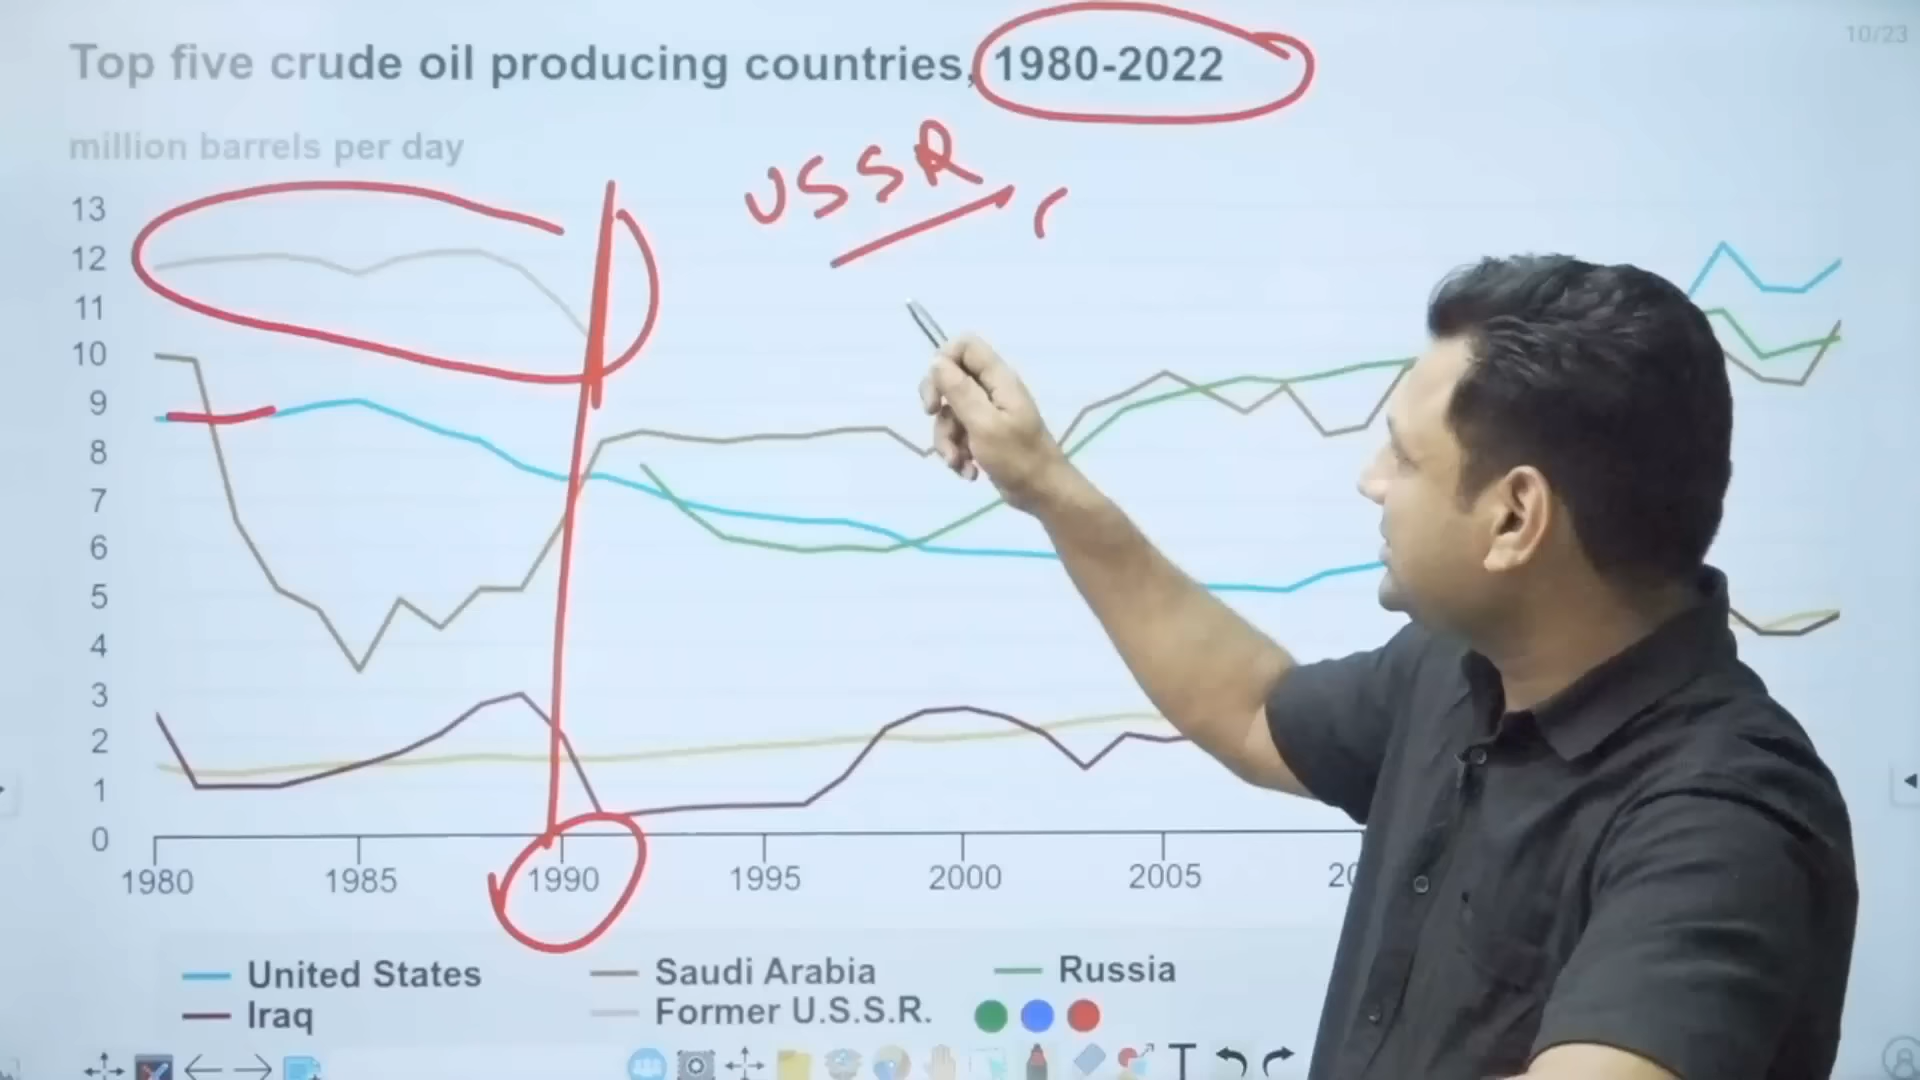 10/23
Top five crude oil producing countries, 1980-2022
million barrels per day
USSR
13
12
11
10
9
8
7
6
5
4
3
2
1
0
1980 1985 1990 1995 2000 2005
United States Saudi Arabia Russia
Iraq Former U.S.S.R.
T